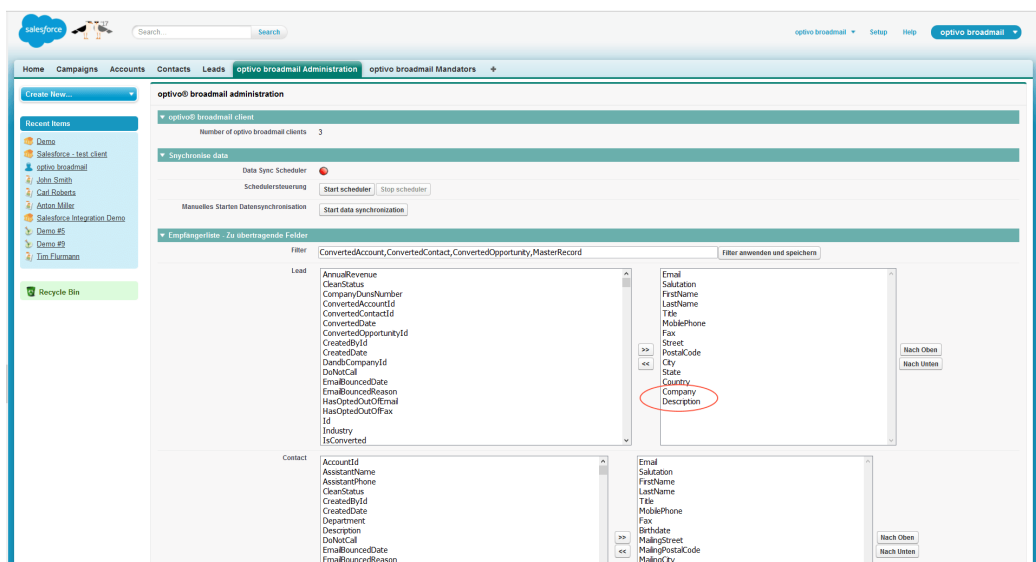 salesforce
Search...
Search
optivo broadmail
Setup
Help
optivo broadmail
Home Campaigns Accounts Contacts Leads optivo broadmail Administration optivo broadmail Mandators +
Create New...
Recent Items
Demo
Salesforce - test client
optivo broadmail
John Smith
Carl Roberts
Anton Miller
Salesforce Integration Demo
Demo #5
Demo #9
Tim Flurmann
Recycle Bin
optivo® broadmail administration
optivo® broadmail client
Number of optivo broadmail clients 3
Snychronise data
Data Sync Scheduler
Schedulersteuerung Start scheduler Stop scheduler
Manuelles Starten Datensynchronisation Start data synchronization
Empfängerliste - Zu übertragende Felder
Filter ConvertedAccount,ConvertedContact,ConvertedOpportunity,MasterRecord Filter anwenden und speichern
Lead
AnnualRevenue
CleanStatus
CompanyDunsNumber
ConvertedAccountId
ConvertedContactId
ConvertedDate
ConvertedOpportunityId
CreatedById
CreatedDate
DandbCompanyId
DoNotCall
EmailBouncedDate
EmailBouncedReason
HasOptedOutOfEmail
HasOptedOutOfFax
Id
Industry
IsConverted
>>
<<
Email
Salutation
FirstName
LastName
Title
MobilePhone
Fax
Street
PostalCode
City
State
Country
Company
Description
Nach Oben
Nach Unten
Contact
AccountId
AssistantName
AssistantPhone
CleanStatus
CreatedById
CreatedDate
Department
Description
DoNotCall
EmailBouncedDate
EmailBouncedReason
>>
<<
Email
Salutation
FirstName
LastName
Title
MobilePhone
Fax
Birthdate
MailingStreet
MailingPostalCode
MailingCity
Nach Oben
Nach Unten